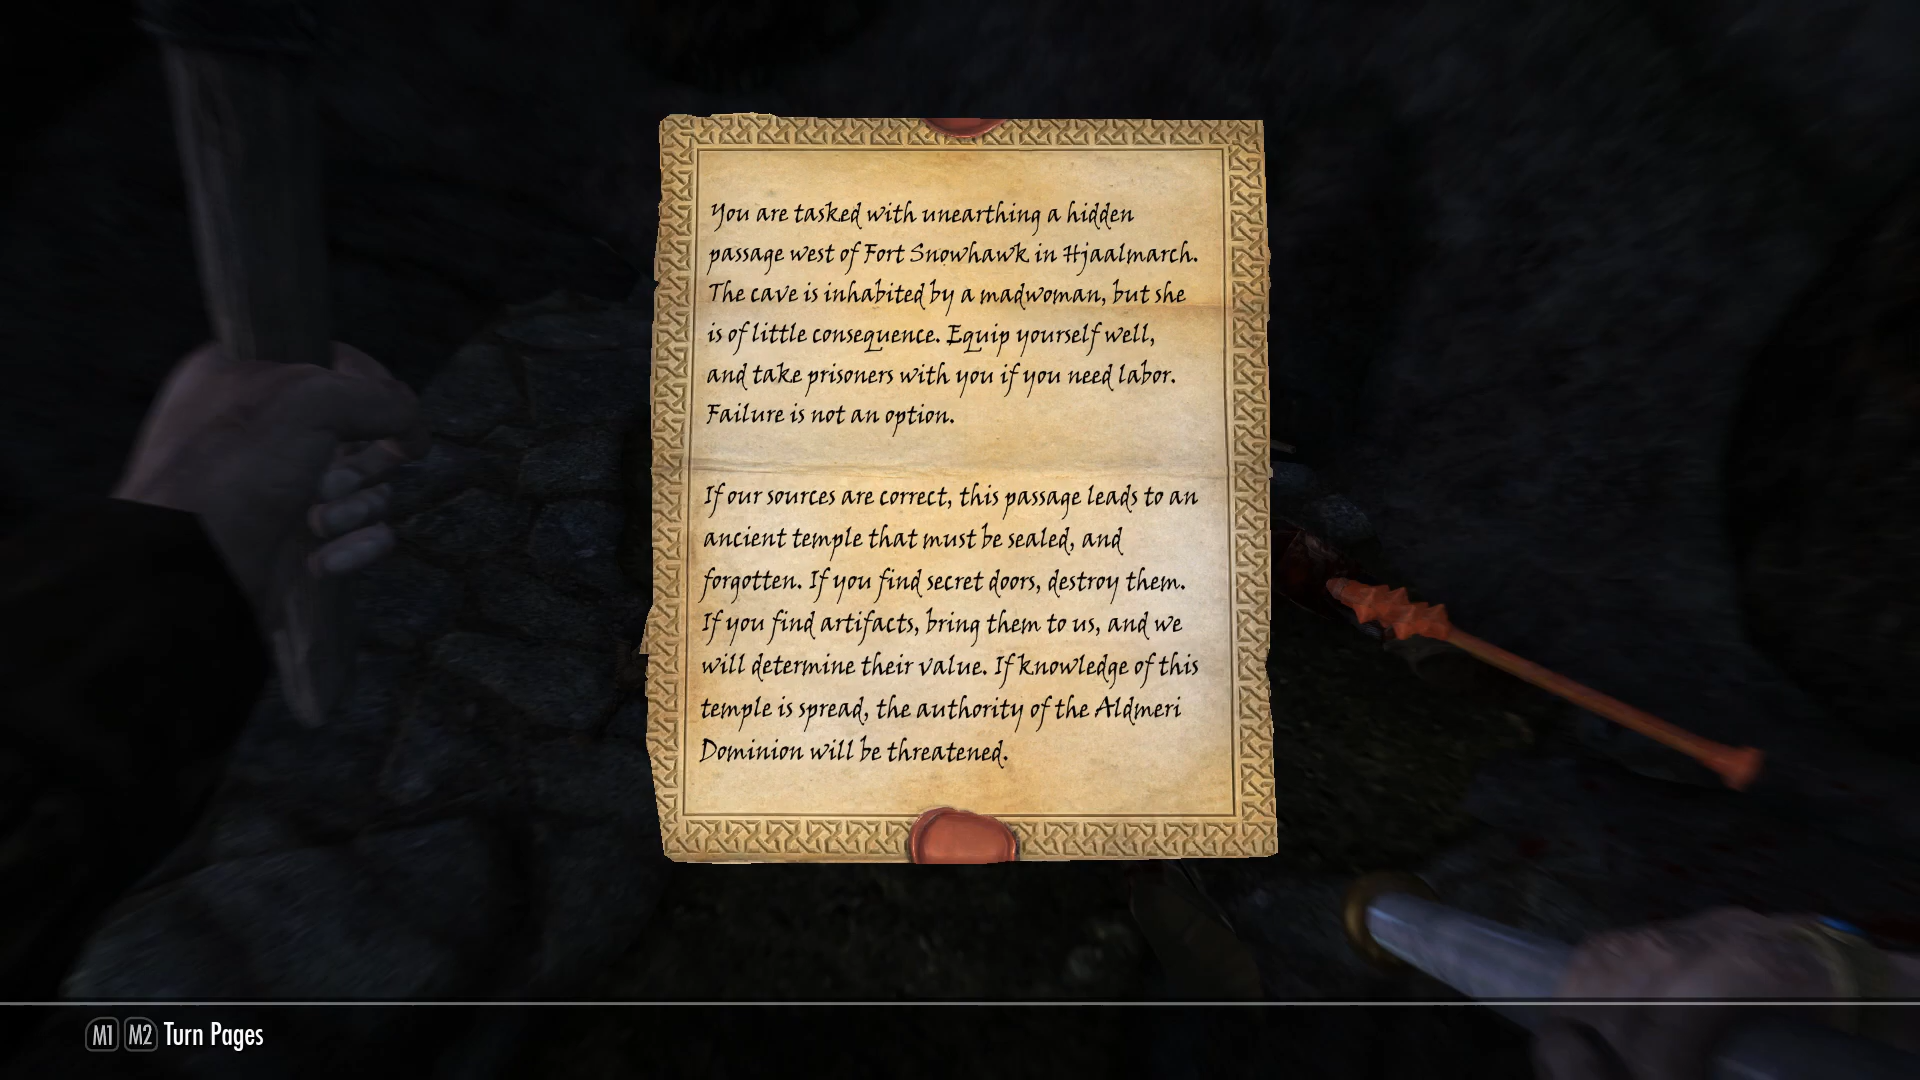 You are tasked with unearthing a hidden
passage west of Fort Snowhawk in Hjaalmarch.
The cave is inhabited by a madwoman, but she
is of little consequence. Equip yourself well,
and take prisoners with you if you need labor.
Failure is not an option.
If our sources are correct, this passage leads to an
ancient temple that must be sealed, and
forgotten. If you find secret doors, destroy them.
If you find artifacts, bring them to us, and we
will determine their value. If knowledge of this
temple is spread, the authority of the Aldmeri
Dominion will be threatened.
M1 M2 Turn Pages